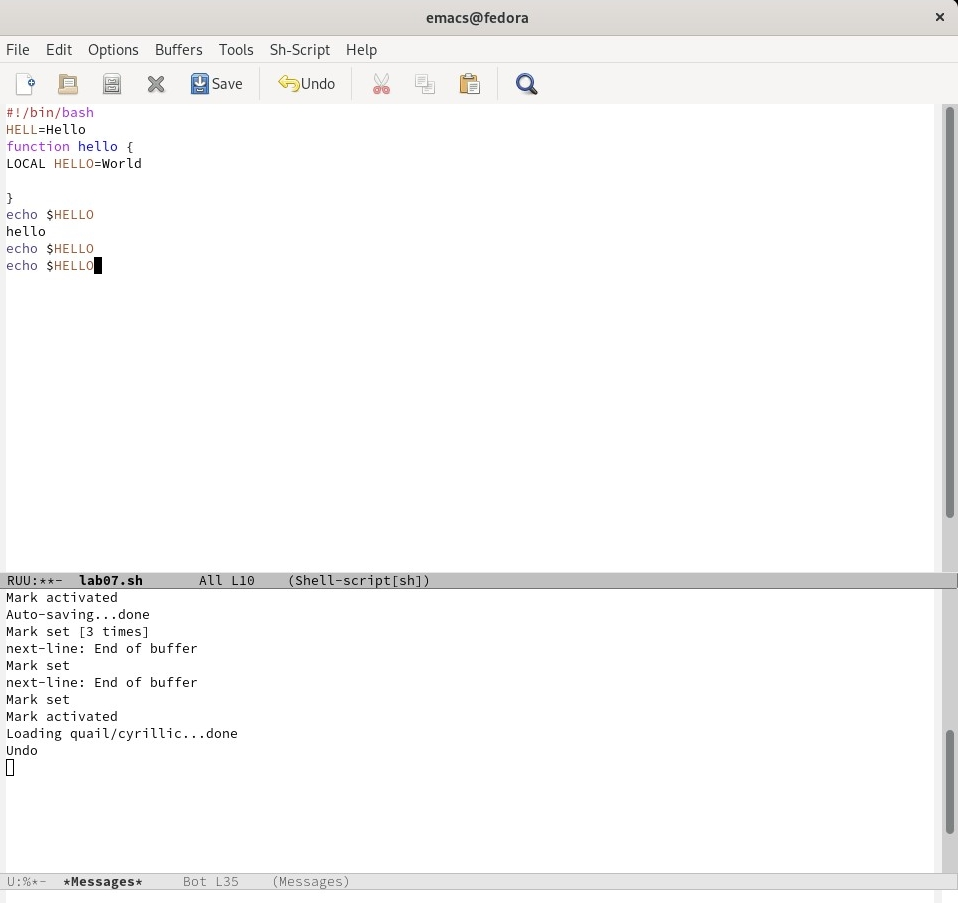 emacs@fedora ×
File Edit Options Buffers Tools Sh-Script Help
Save Undo
#!/bin/bash
HELL=Hello
function hello {
LOCAL HELLO=World
}
echo $HELLO
hello
echo $HELLO
echo $HELLO
RUU:**- lab07.sh All L10 (Shell-script[sh])
Mark activated
Auto-saving...done
Mark set [3 times]
next-line: End of buffer
Mark set
next-line: End of buffer
Mark set
Mark activated
Loading quail/cyrillic...done
Undo
U:%*- *Messages* Bot L35 (Messages)